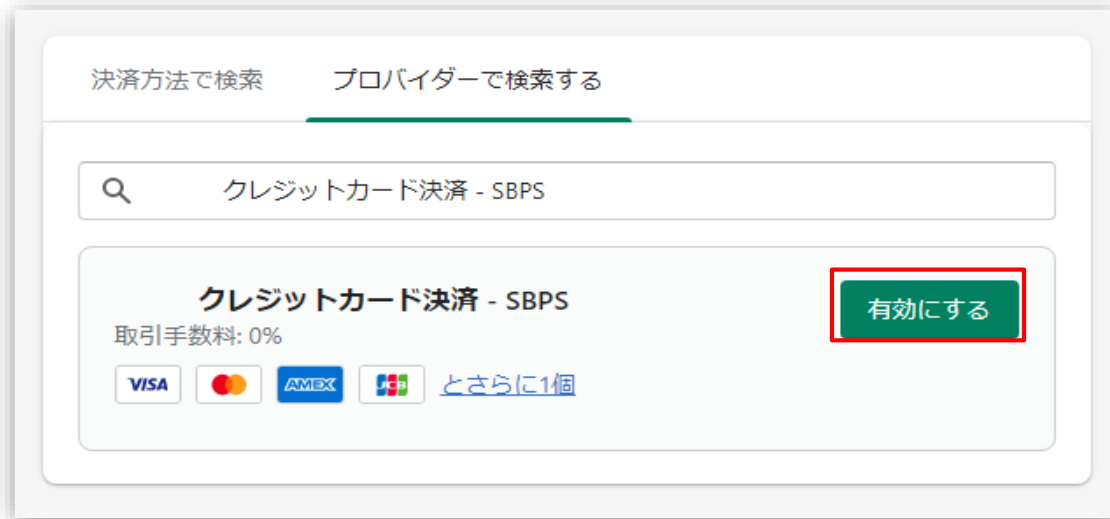 決済方法で検索 プロバイダーで検索する
クレジットカード決済 - SBPS
クレジットカード決済 - SBPS
有効にする
取引手数料: 0%
VISA AMEX JCB とさらに1個